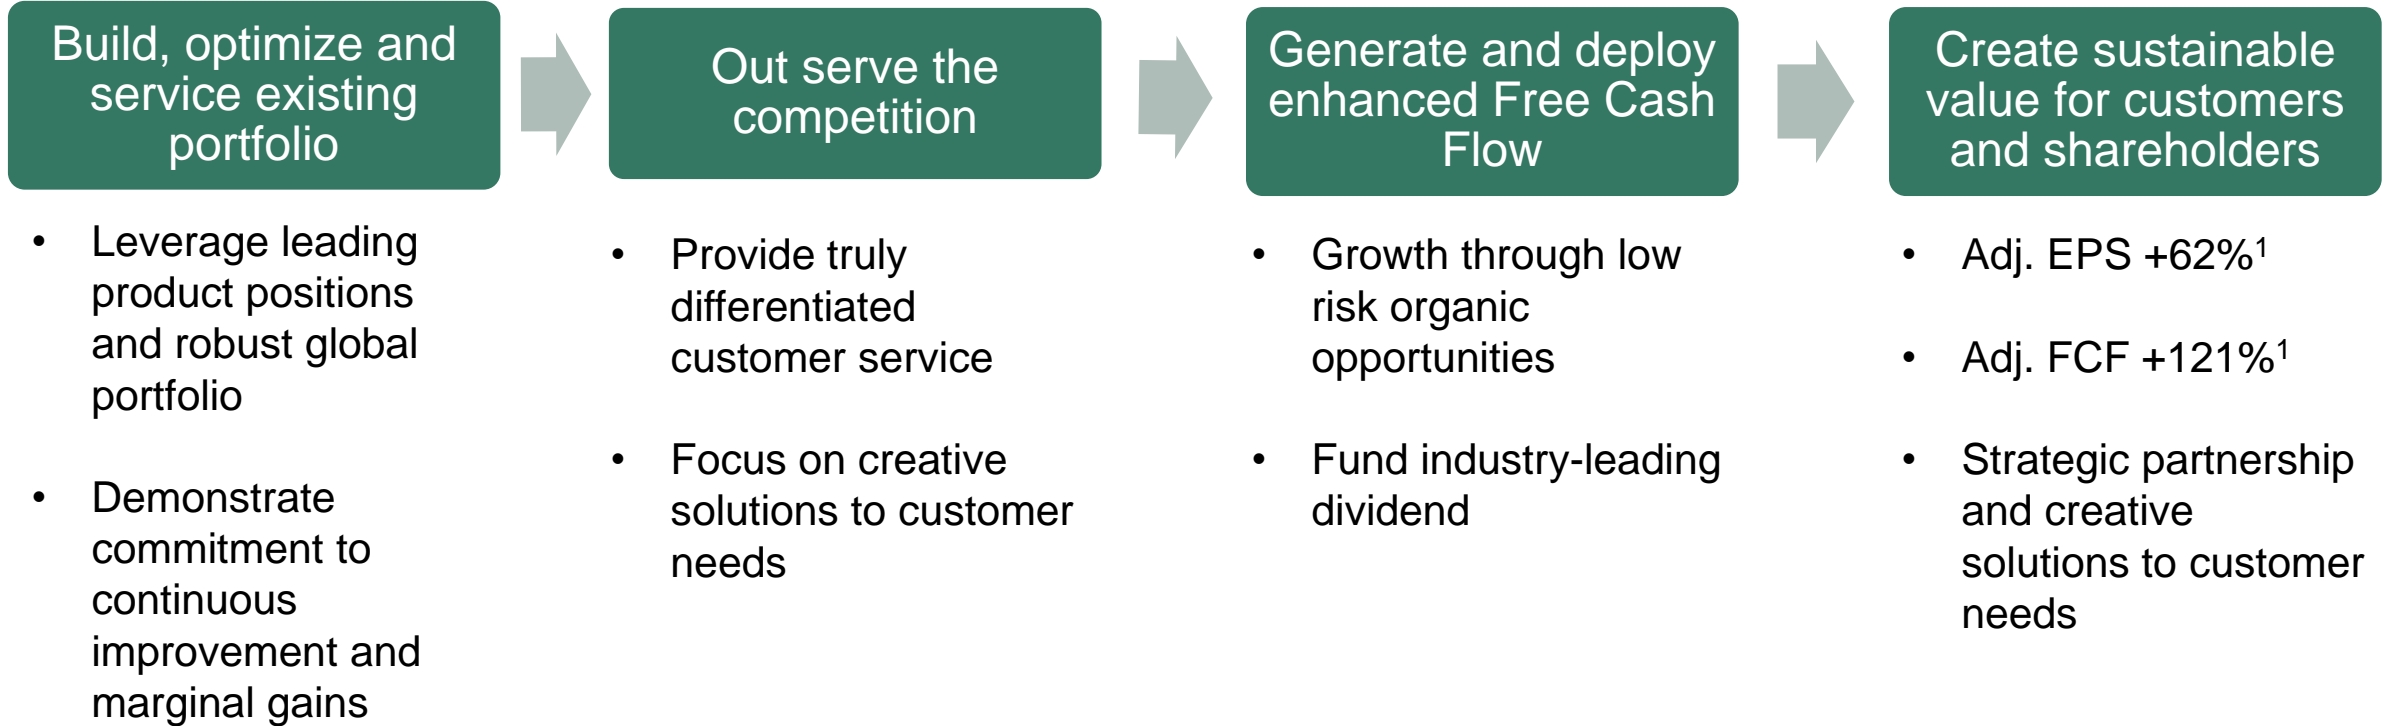 Build, optimize and
service existing
portfolio
• Leverage leading
product positions
and robust global
portfolio
• Demonstrate
commitment to
continuous
improvement and
marginal gains
Out serve the
competition
• Provide truly
differentiated
customer service
• Focus on creative
solutions to customer
needs
Generate and deploy
enhanced Free Cash
Flow
• Growth through low
risk organic
opportunities
• Fund industry-leading
dividend
Create sustainable
value for customers
and shareholders
• Adj. EPS +62%¹
• Adj. FCF +121%¹
• Strategic partnership
and creative
solutions to customer
needs